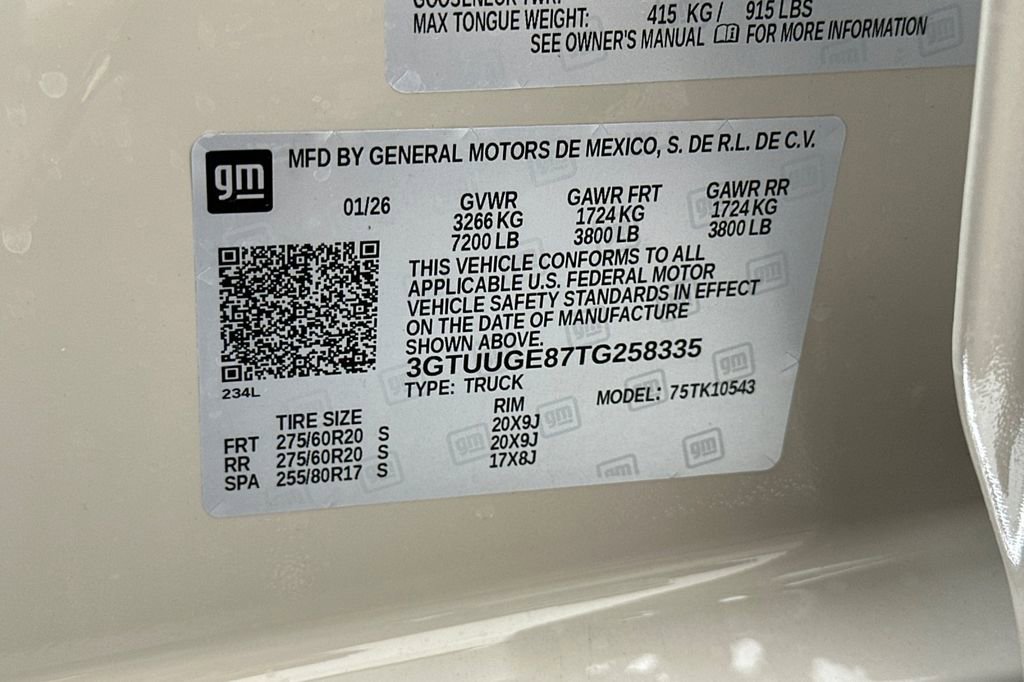 MAX TONGUE WEIGHT: 415 KG / 915 LBS
SEE OWNER'S MANUAL FOR MORE INFORMATION
gm MFD BY GENERAL MOTORS DE MEXICO, S. DE R.L. DE C.V.
01/26 GVWR GAWR FRT GAWR RR
3266 KG 1724 KG 1724 KG
7200 LB 3800 LB 3800 LB
THIS VEHICLE CONFORMS TO ALL
APPLICABLE U.S. FEDERAL MOTOR
VEHICLE SAFETY STANDARDS IN EFFECT
ON THE DATE OF MANUFACTURE
SHOWN ABOVE.
3GTUUGE87TG258335
234L
TYPE: TRUCK MODEL: 75TK10543
TIRE SIZE RIM
FRT 275/60R20 S 20X9J
RR 275/60R20 S 20X9J
SPA 255/80R17 S 17X8J